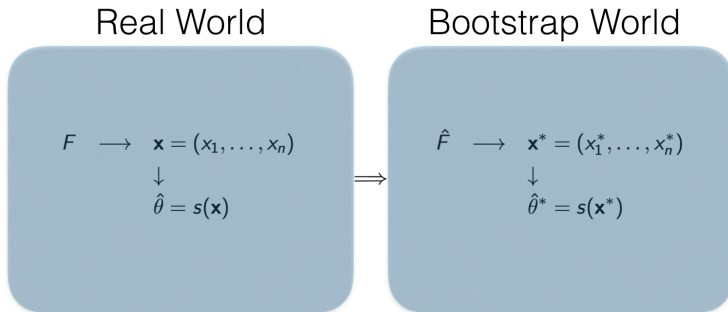 Real World
Bootstrap World
F ⟶ 𝐱 = (x₁, . . . , xₙ)
↓
θ̂ = s(𝐱)
⟹
F̂ ⟶ 𝐱* = (x₁*, . . . , xₙ*)
↓
θ̂* = s(𝐱*)